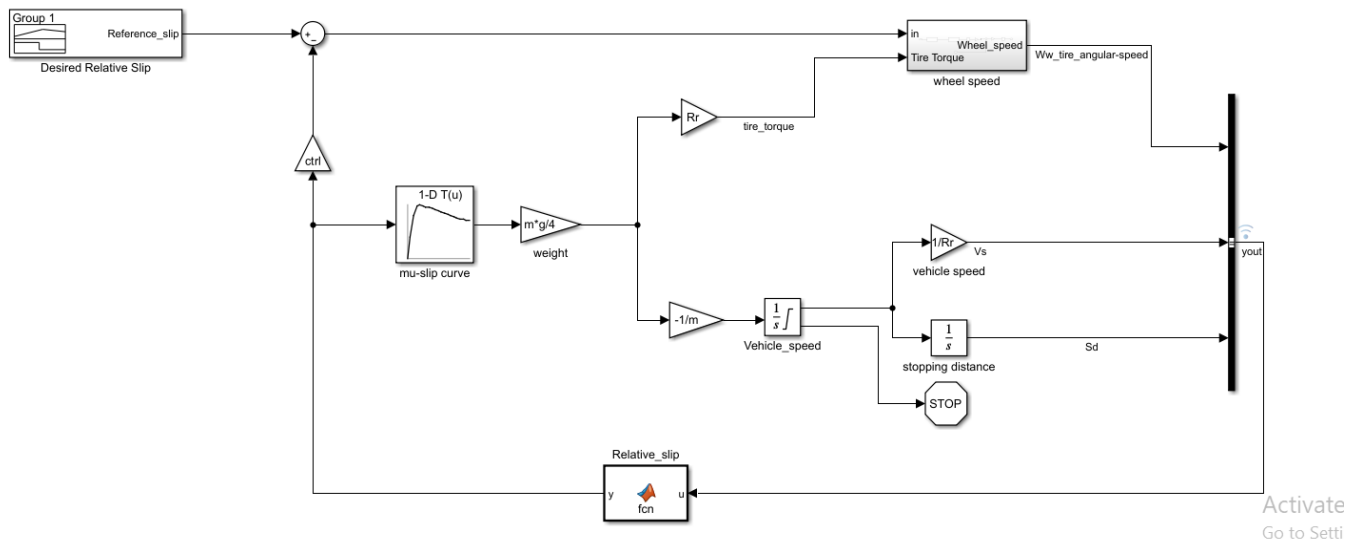 Group 1
Reference_slip
Desired Relative Slip
+
-
in
Wheel_speed
Tire Torque
wheel speed
Ww_tire_angular-speed
Rr
tire_torque
ctrl
1-D T(u)
mu-slip curve
m*g/4
weight
1/Rr
Vs
vehicle speed
yout
-1/m
1
s
Vehicle_speed
1
s
stopping distance
Sd
STOP
Relative_slip
y
u
fcn
Activate
Go to Setti